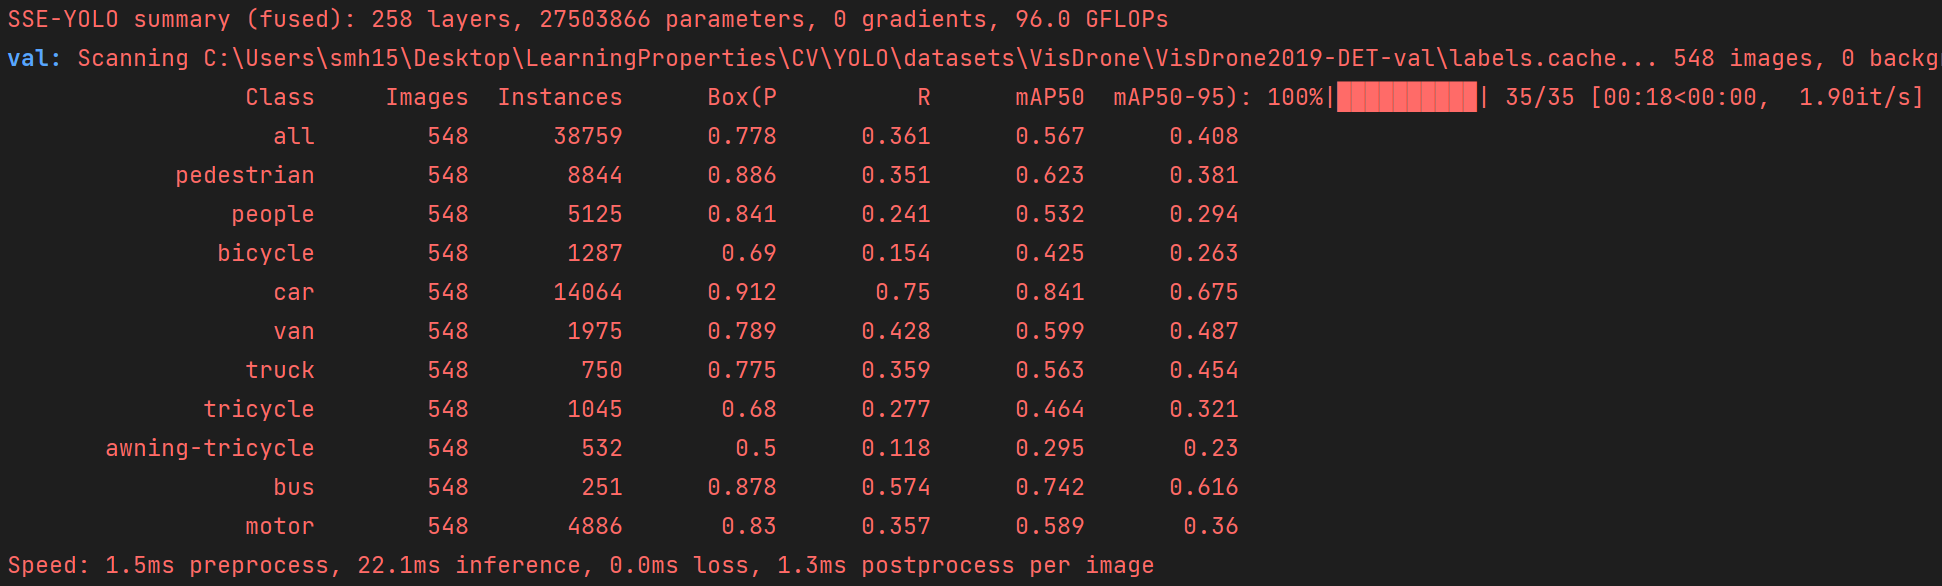 SSE-YOLO summary (fused): 258 layers, 27503866 parameters, 0 gradients, 96.0 GFLOPs
val: Scanning C:\Users\smh15\Desktop\LearningProperties\CV\YOLO\datasets\VisDrone\VisDrone2019-DET-val\labels.cache... 548 images, 0 backg
Class Images Instances Box(P R mAP50 mAP50-95): 100%|██████████| 35/35 [00:18<00:00, 1.90it/s]
all 548 38759 0.778 0.361 0.567 0.408
pedestrian 548 8844 0.886 0.351 0.623 0.381
people 548 5125 0.841 0.241 0.532 0.294
bicycle 548 1287 0.69 0.154 0.425 0.263
car 548 14064 0.912 0.75 0.841 0.675
van 548 1975 0.789 0.428 0.599 0.487
truck 548 750 0.775 0.359 0.563 0.454
tricycle 548 1045 0.68 0.277 0.464 0.321
awning-tricycle 548 532 0.5 0.118 0.295 0.23
bus 548 251 0.878 0.574 0.742 0.616
motor 548 4886 0.83 0.357 0.589 0.36
Speed: 1.5ms preprocess, 22.1ms inference, 0.0ms loss, 1.3ms postprocess per image